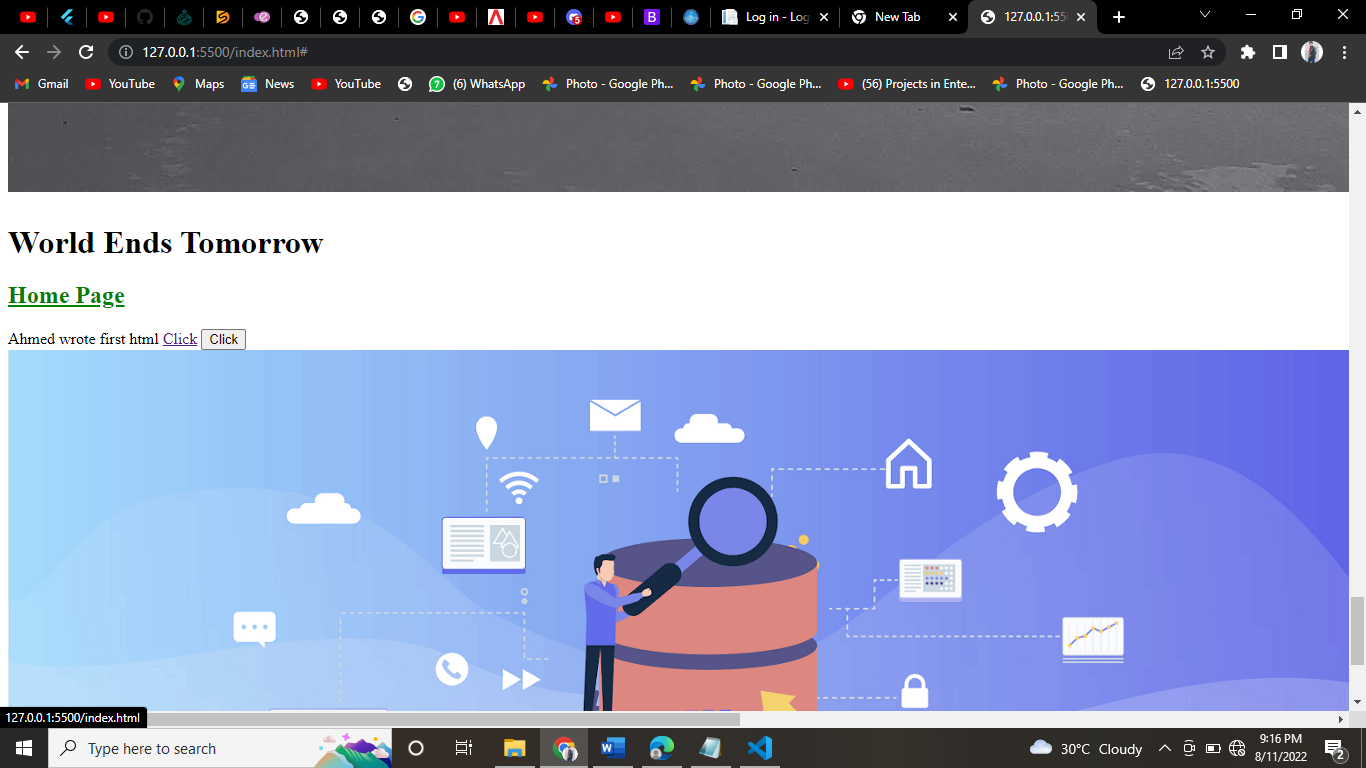 Log in - Log
New Tab
127.0.0.1:550
127.0.0.1:5500/index.html#
Gmail
YouTube
Maps
News
YouTube
7
(6) WhatsApp
Photo - Google Ph...
Photo - Google Ph...
(56) Projects in Ente...
Photo - Google Ph...
127.0.0.1:5500
World Ends Tomorrow
Home Page
Ahmed wrote first html Click Click
127.0.0.1:5500/index.html
Type here to search
30°C Cloudy
9:16 PM
8/11/2022
2